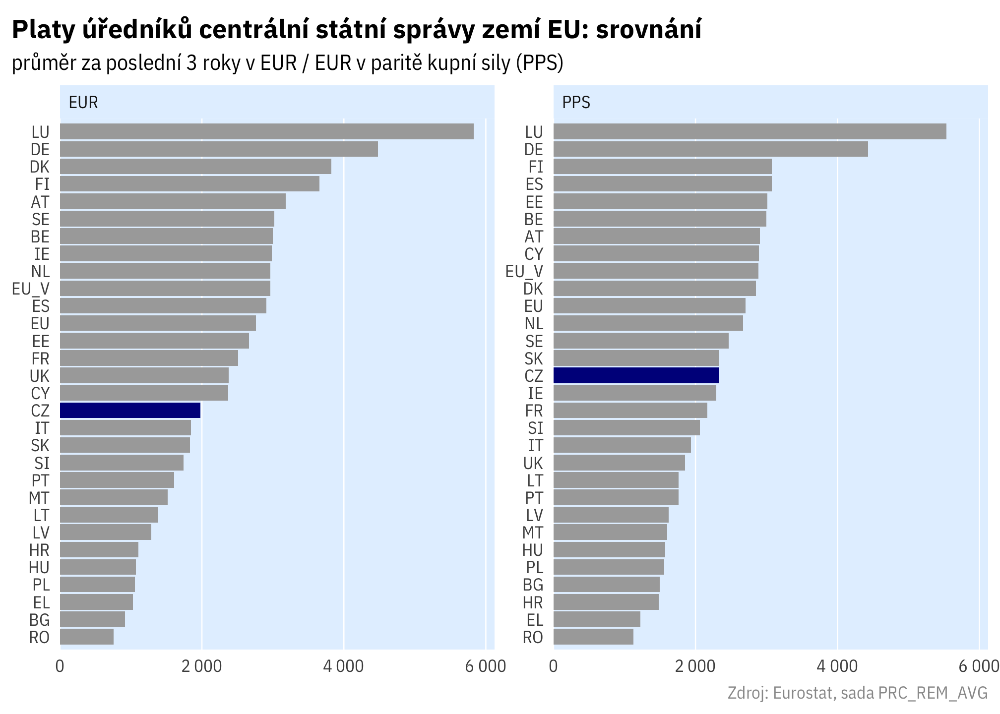 Platy úředníků centrální státní správy zemí EU: srovnání
průměr za poslední 3 roky v EUR / EUR v paritě kupní sily (PPS)
EUR
LU
DE
DK
FI
AT
SE
BE
IE
NL
EU_V
ES
EU
EE
FR
UK
CY
CZ
IT
SK
SI
PT
MT
LT
LV
HR
HU
PL
EL
BG
RO
0 2 000 4 000 6 000
PPS
LU
DE
FI
ES
EE
BE
AT
CY
EU_V
DK
EU
NL
SE
SK
CZ
IE
FR
SI
IT
UK
LT
PT
LV
MT
HU
PL
BG
HR
EL
RO
0 2 000 4 000 6 000
Zdroj: Eurostat, sada PRC_REM_AVG